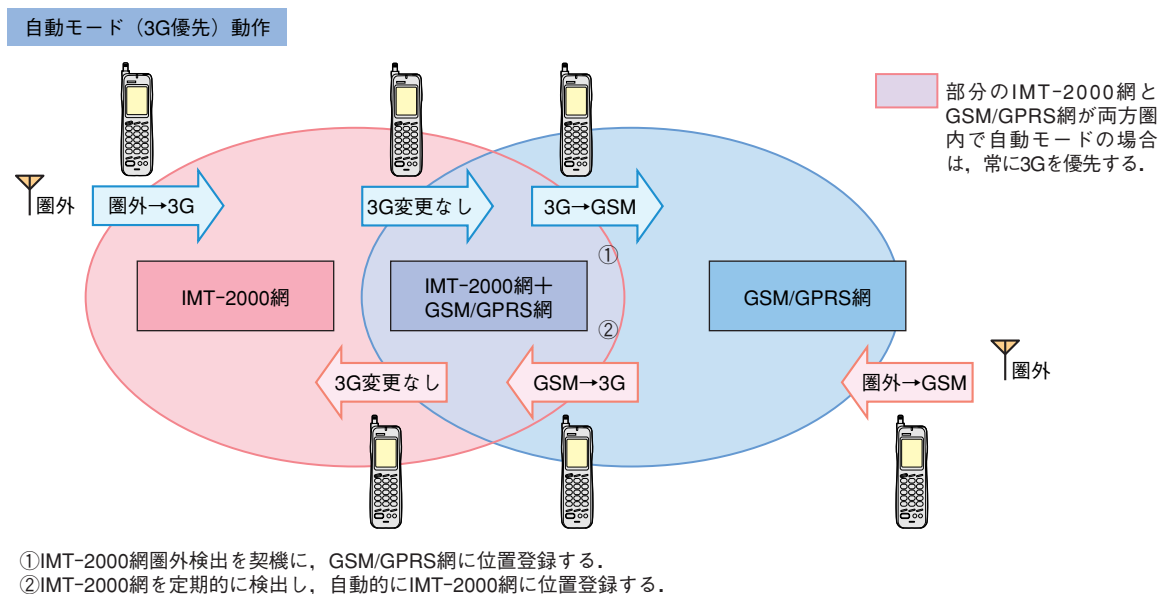 自動モード（3G優先）動作
部分のIMT-2000網と
GSM/GPRS網が両方圏
内で自動モードの場合
は，常に3Gを優先する．
圏外
圏外→3G
3G変更なし
3G→GSM
①
IMT-2000網
IMT-2000網＋
GSM/GPRS網
GSM/GPRS網
②
3G変更なし
GSM→3G
圏外→GSM
圏外
①IMT-2000網圏外検出を契機に，GSM/GPRS網に位置登録する．
②IMT-2000網を定期的に検出し，自動的にIMT-2000網に位置登録する．